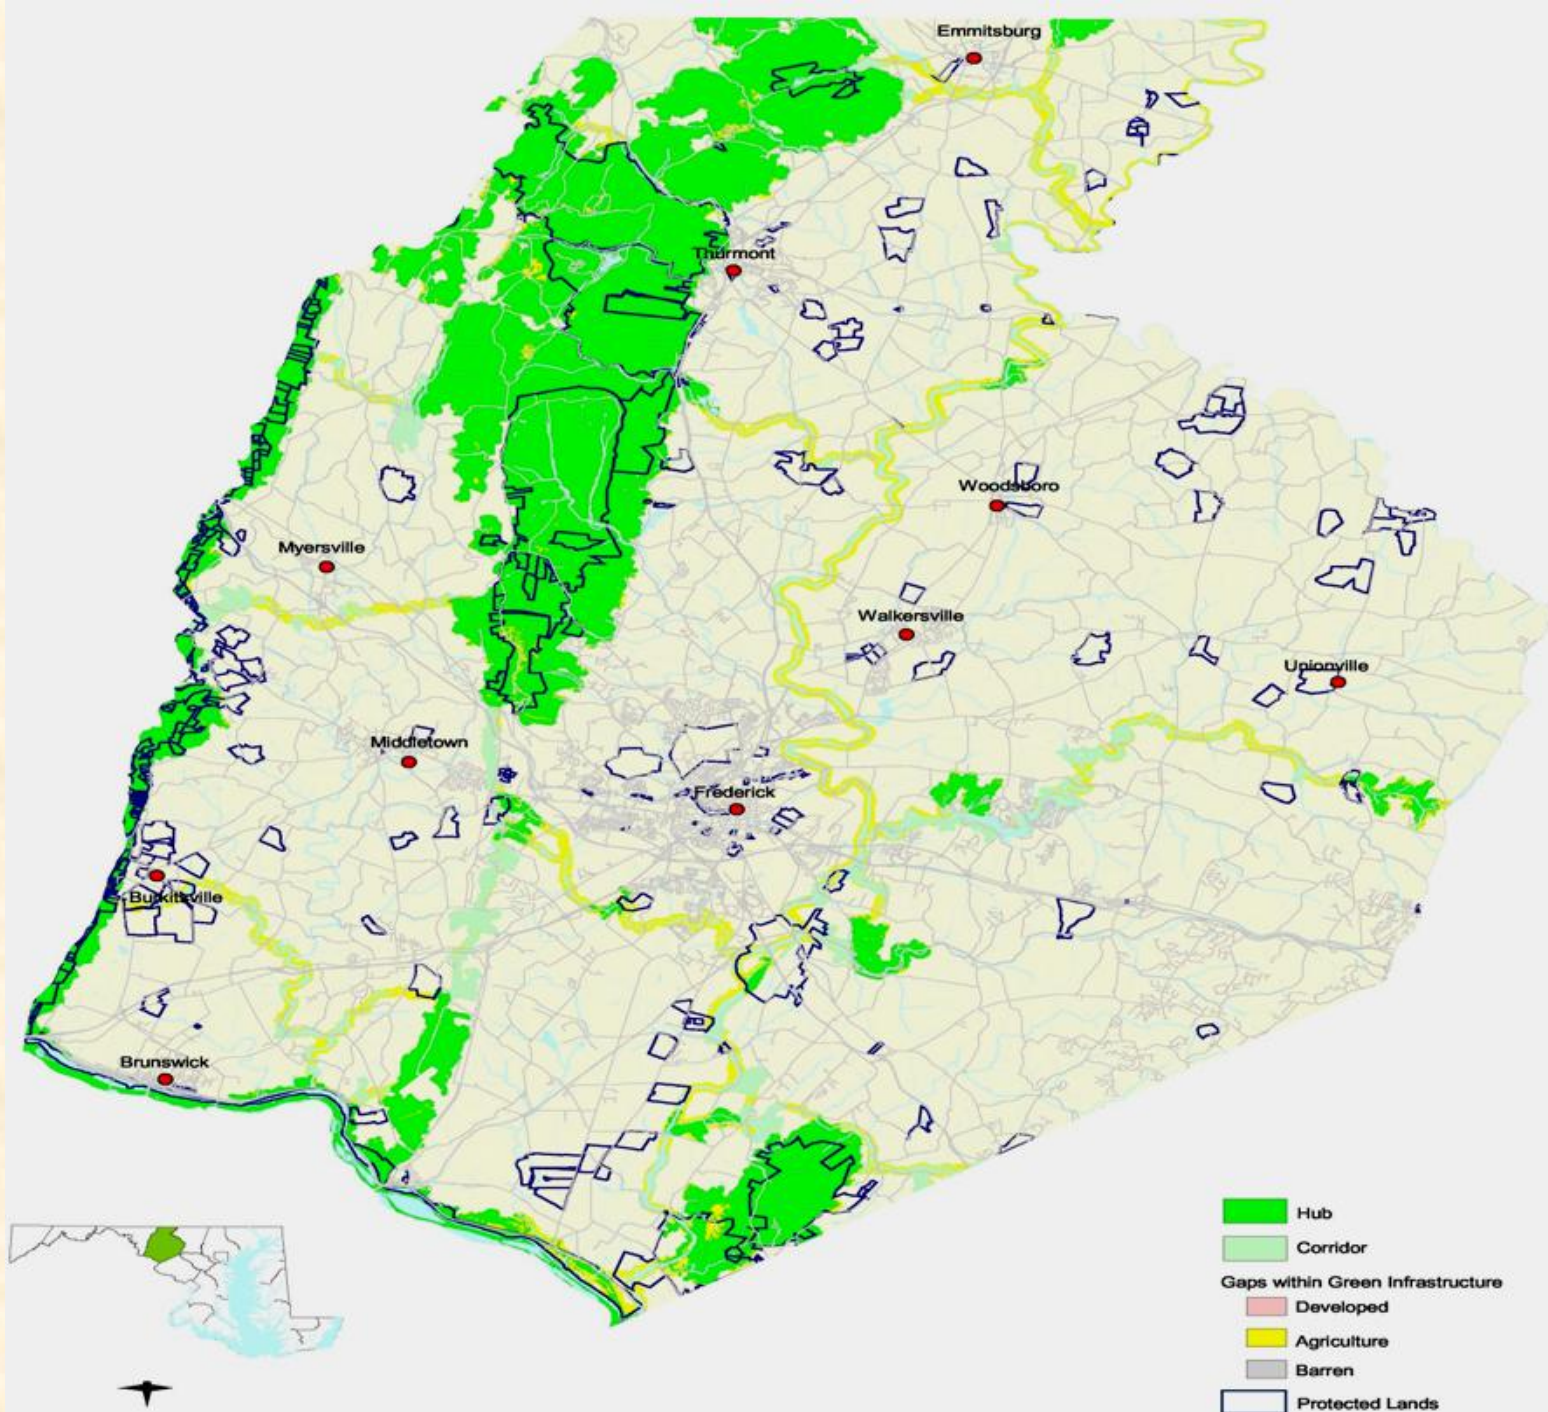 Emmitsburg
Thurmont
Woodsboro
Myersville
Walkersville
Unionville
Middletown
Frederick
Burkittsville
Brunswick
Hub
Corridor
Gaps within Green Infrastructure
Developed
Agriculture
Barren
Protected Lands